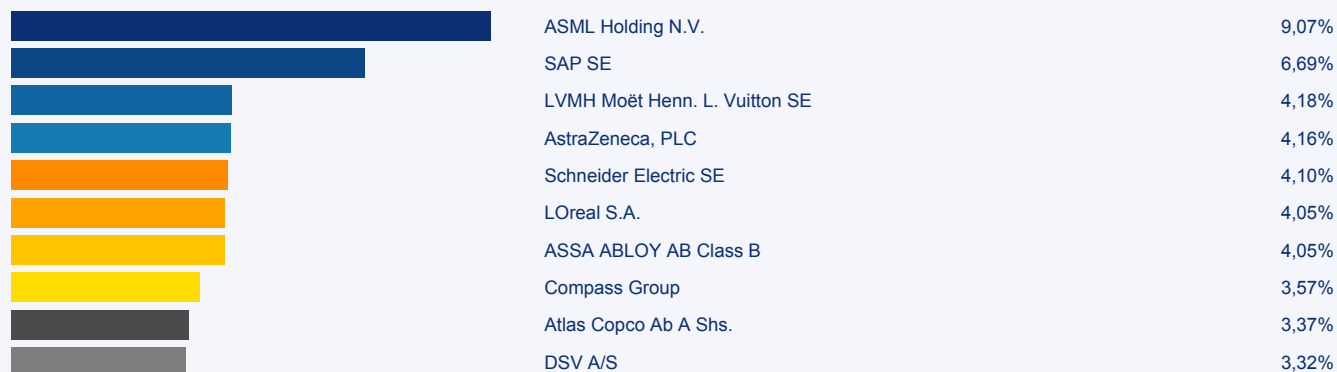 ASML Holding N.V. 9,07%
SAP SE 6,69%
LVMH Moët Henn. L. Vuitton SE 4,18%
AstraZeneca, PLC 4,16%
Schneider Electric SE 4,10%
LOreal S.A. 4,05%
ASSA ABLOY AB Class B 4,05%
Compass Group 3,57%
Atlas Copco Ab A Shs. 3,37%
DSV A/S 3,32%